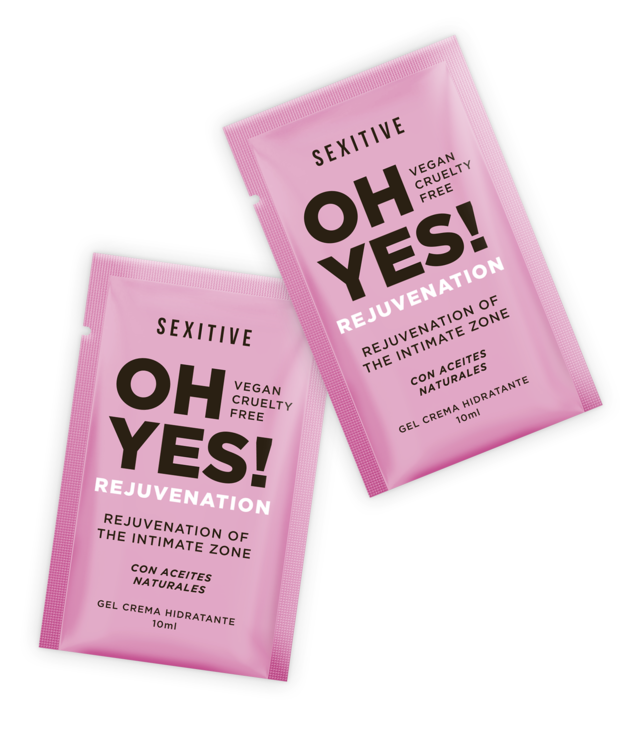 SEXITIVE
OH
YES!
VEGAN
CRUELTY
FREE
REJUVENATION
REJUVENATION OF
THE INTIMATE ZONE
CON ACEITES
NATURALES
GEL CREMA HIDRATANTE
10ml
SEXITIVE
OH
YES!
VEGAN
CRUELTY
FREE
REJUVENATION
REJUVENATION OF
THE INTIMATE ZONE
CON ACEITES
NATURALES
GEL CREMA HIDRATANTE
10ml